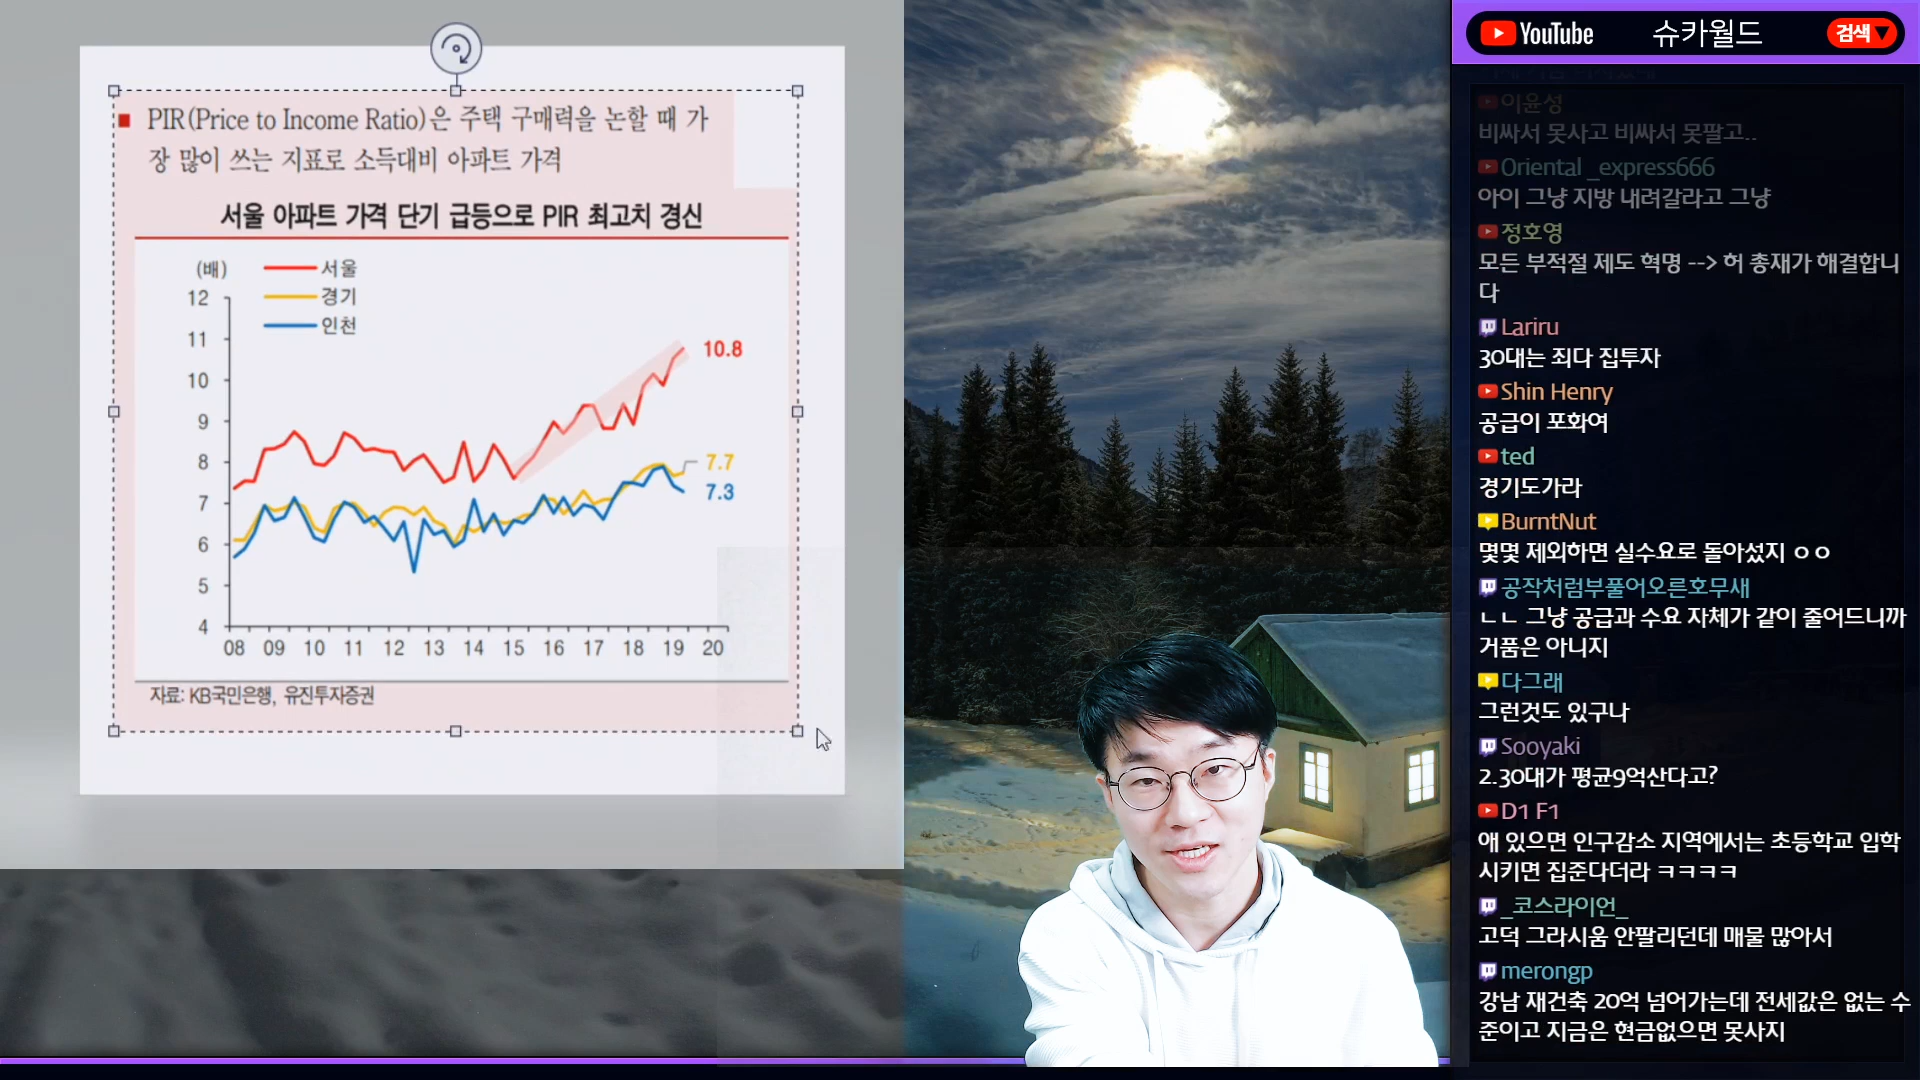 PIR(Price to Income Ratio)은 주택 구매력을 논할 때 가
장 많이 쓰는 지표로 소득대비 아파트 가격
서울 아파트 가격 단기 급등으로 PIR 최고치 경신
(배)
서울
경기
인천
12
11
10
9
8
7
6
5
4
10.8
7.7
7.3
08 09 10 11 12 13 14 15 16 17 18 19 20
자료: KB국민은행, 유진투자증권
YouTube 슈카월드 검색▼
이윤성
비싸서 못사고 비싸서 못팔고..
Oriental _express666
아이 그냥 지방 내려갈라고 그냥
정호영
모든 부적절 제도 혁명 --> 허 총재가 해결합니
다
Lariru
30대는 죄다 집투자
Shin Henry
공급이 포화여
ted
경기도가라
BurntNut
몇몇 제외하면 실수요로 돌아섰지 ㅇㅇ
공작처럼부풀어오른호무새
ㄴㄴ 그냥 공급과 수요 자체가 같이 줄어드니까
거품은 아니지
다그래
그런것도 있구나
Sooyaki
2.30대가 평균9억산다고?
D1 F1
애 있으면 인구감소 지역에서는 초등학교 입학
시키면 집준다더라 ㅋㅋㅋㅋ
_코스라이언_
고덕 그라시움 안팔리던데 매물 많아서
merongp
강남 재건축 20억 넘어가는데 전세값은 없는 수
준이고 지금은 현금없으면 못사지